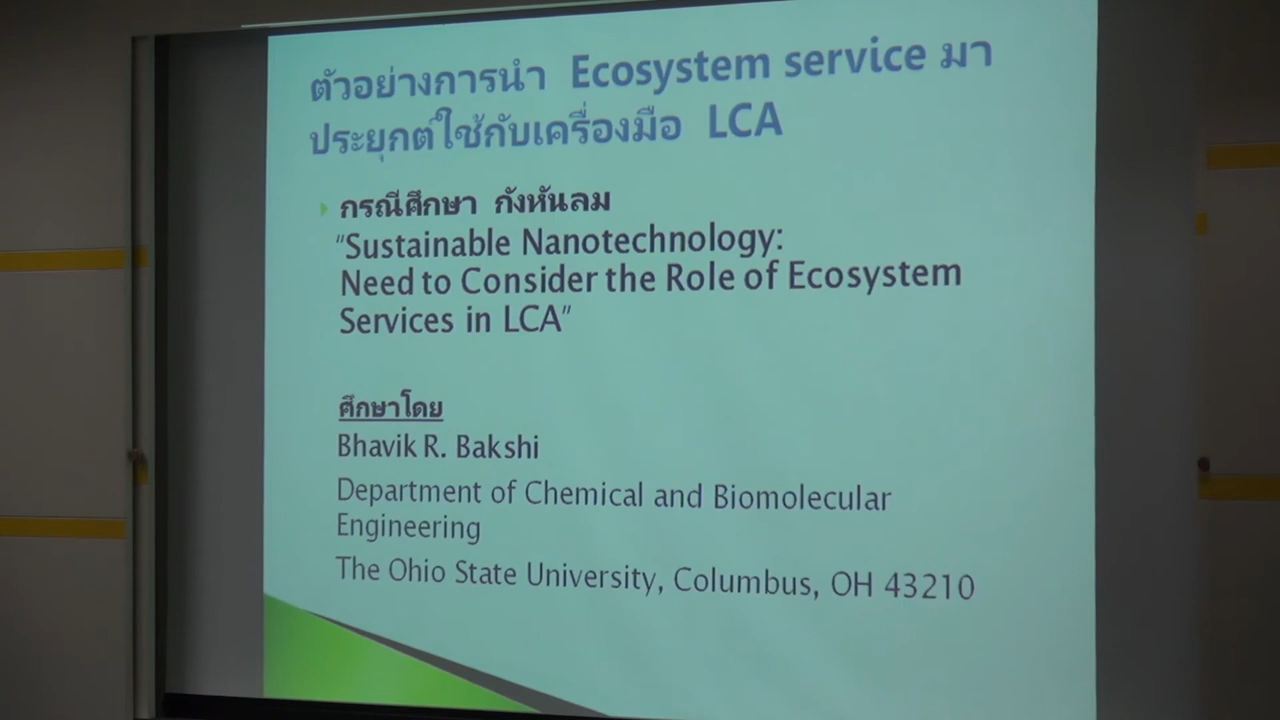 ตัวอย่างการนำ Ecosystem service มา
ประยุกต์ใช้กับเครื่องมือ LCA
กรณีศึกษา กังหันลม
"Sustainable Nanotechnology:
Need to Consider the Role of Ecosystem
Services in LCA"
ศึกษาโดย
Bhavik R. Bakshi
Department of Chemical and Biomolecular
Engineering
The Ohio State University, Columbus, OH 43210